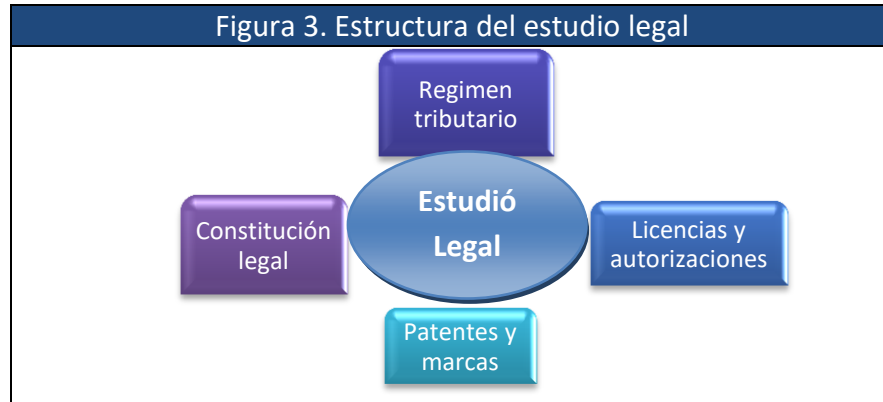 Figura 3. Estructura del estudio legal
Regimen
tributario
Estudió
Legal
Constitución
legal
Licencias y
autorizaciones
Patentes y
marcas